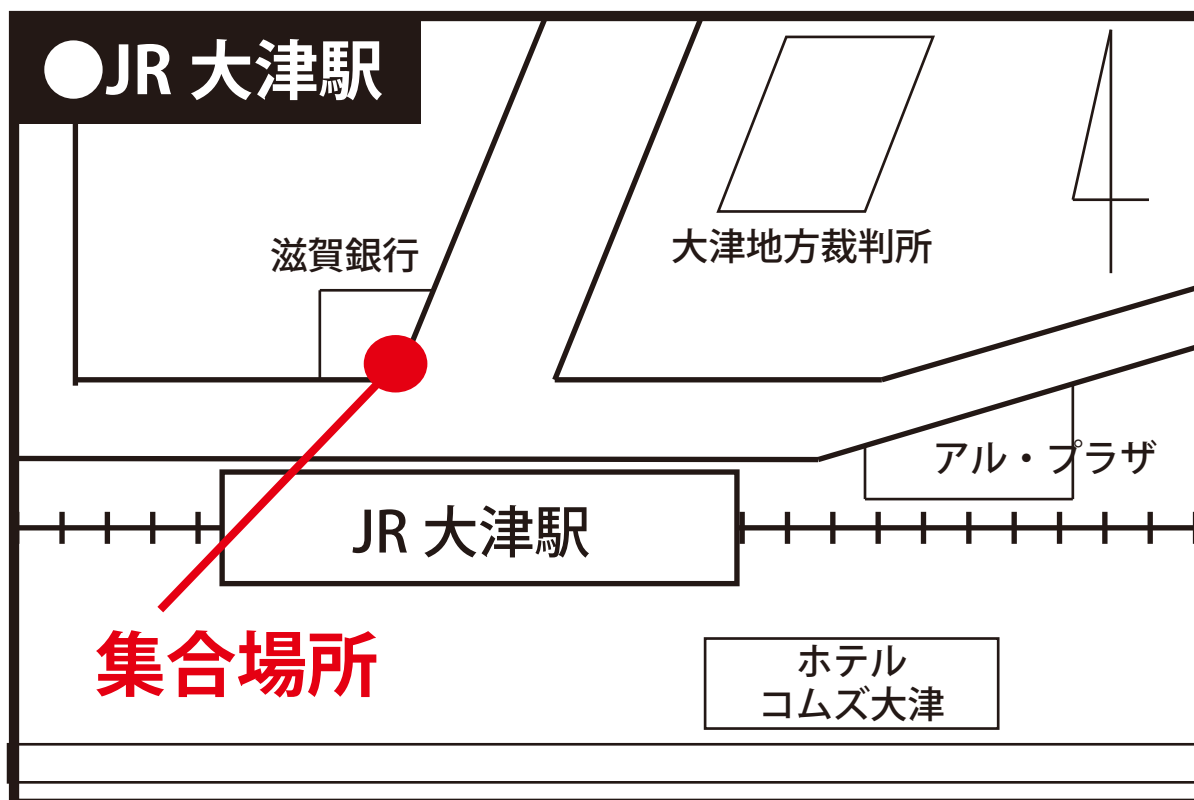 ●JR 大津駅
滋賀銀行
大津地方裁判所
アル・プラザ
JR 大津駅
集合場所
ホテル
コムズ大津